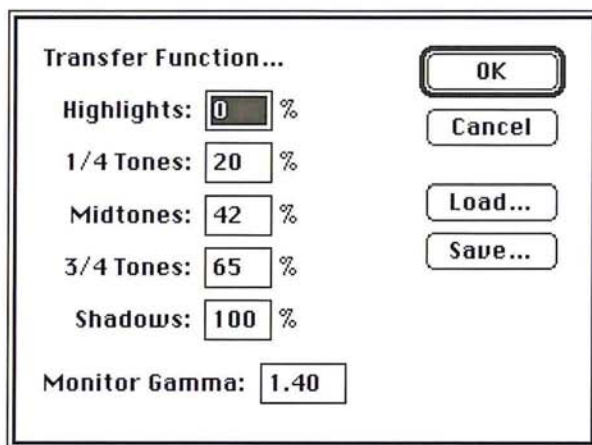 Transfer Function...
Highlights: 0 %
1/4 Tones: 20 %
Midtones: 42 %
3/4 Tones: 65 %
Shadows: 100 %
Monitor Gamma: 1.40
OK
Cancel
Load...
Save...